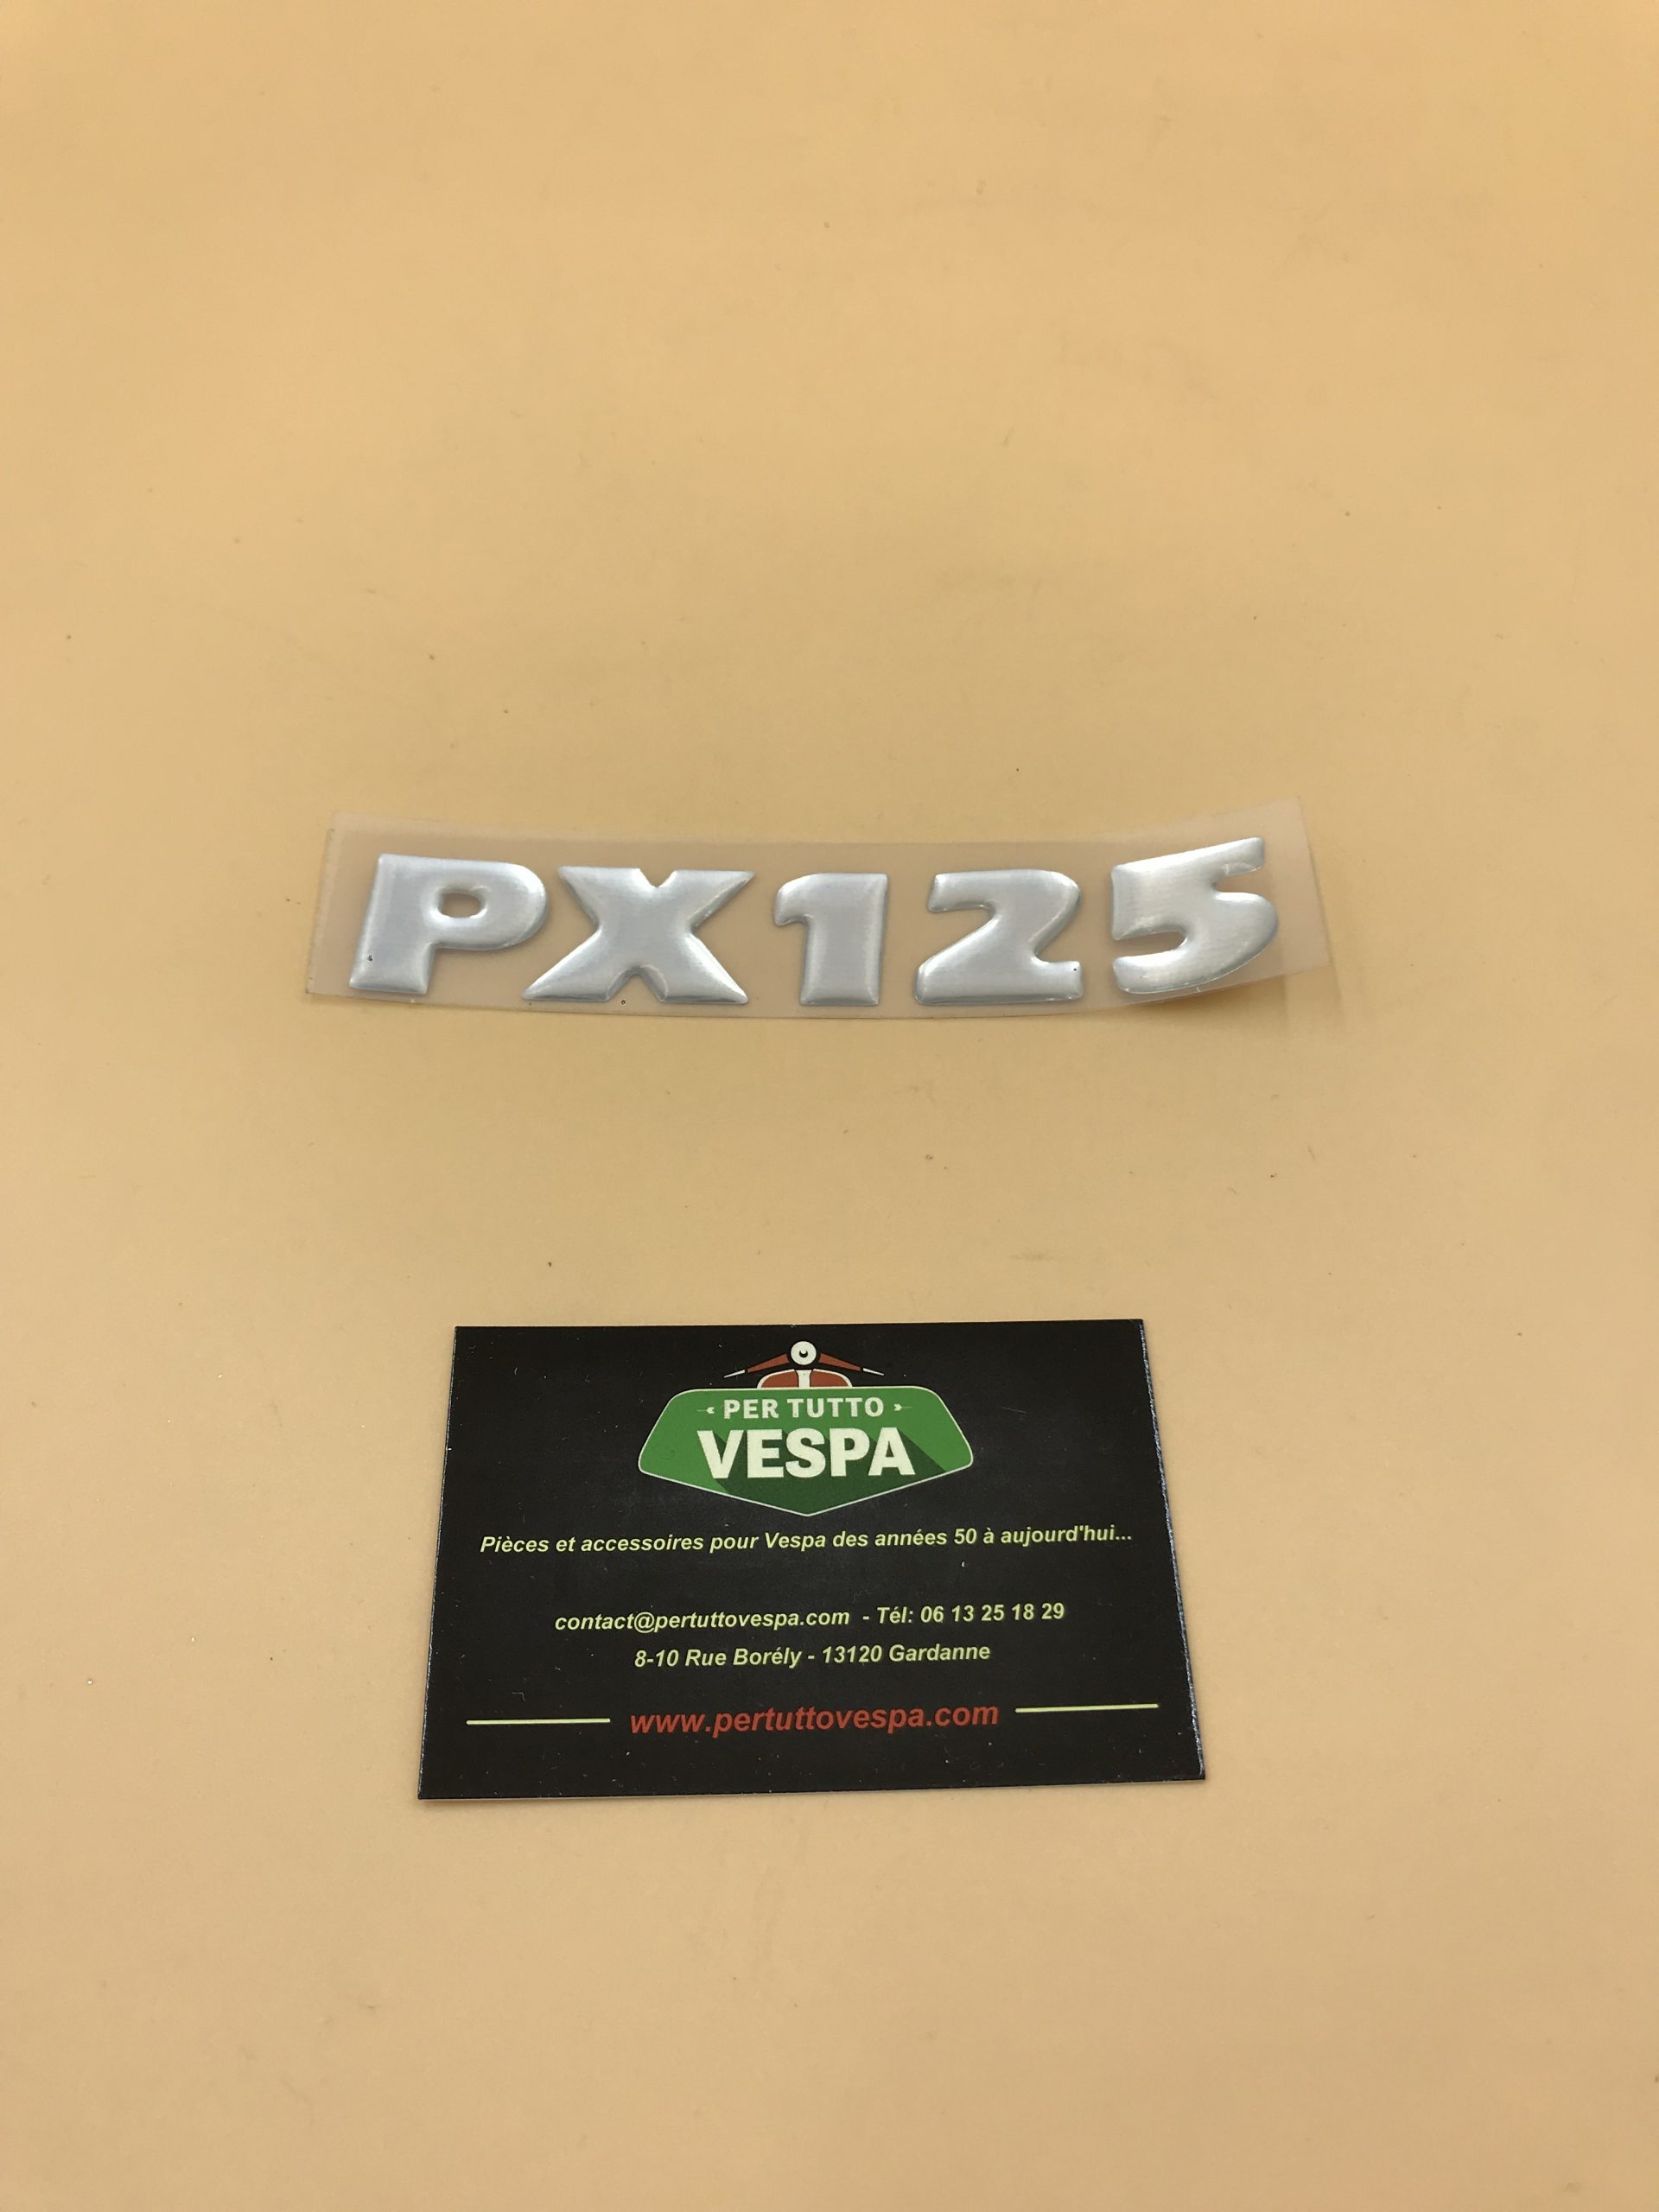 PX125
PER TUTTO
VESPA
Pièces et accessoires pour Vespa des années 50 à aujourd'hui...
contact@pertuttovespa.com - Tél: 06 13 25 18 29
8-10 Rue Borély - 13120 Gardanne
www.pertuttovespa.com